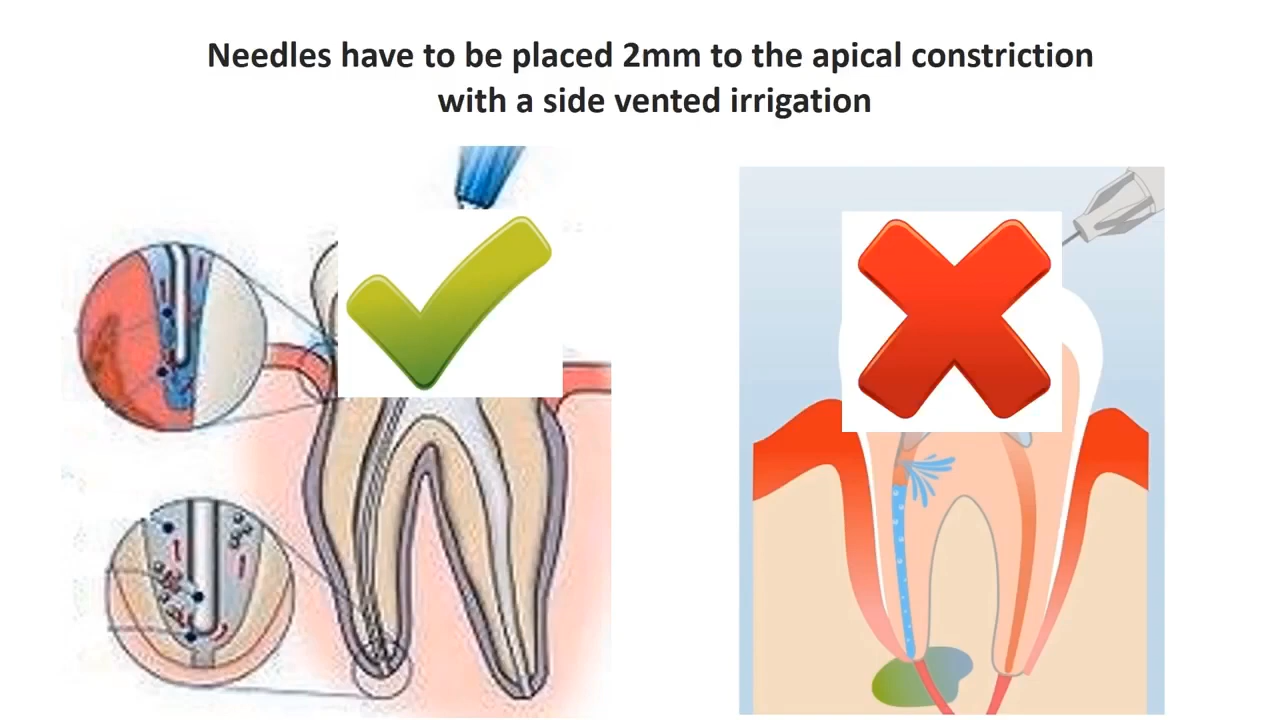 Needles have to be placed 2mm to the apical constriction
with a side vented irrigation